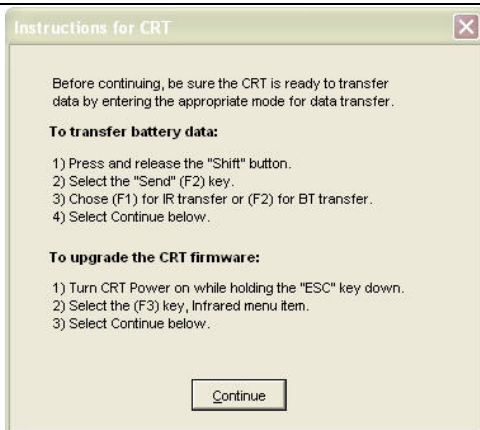 Instructions for CRT
Before continuing, be sure the CRT is ready to transfer
data by entering the appropriate mode for data transfer.
To transfer battery data:
1) Press and release the "Shift" button.
2) Select the "Send" (F2) key.
3) Chose (F1) for IR transfer or (F2) for BT transfer.
4) Select Continue below.
To upgrade the CRT firmware:
1) Turn CRT Power on while holding the "ESC" key down.
2) Select the (F3) key, Infrared menu item.
3) Select Continue below.
Continue